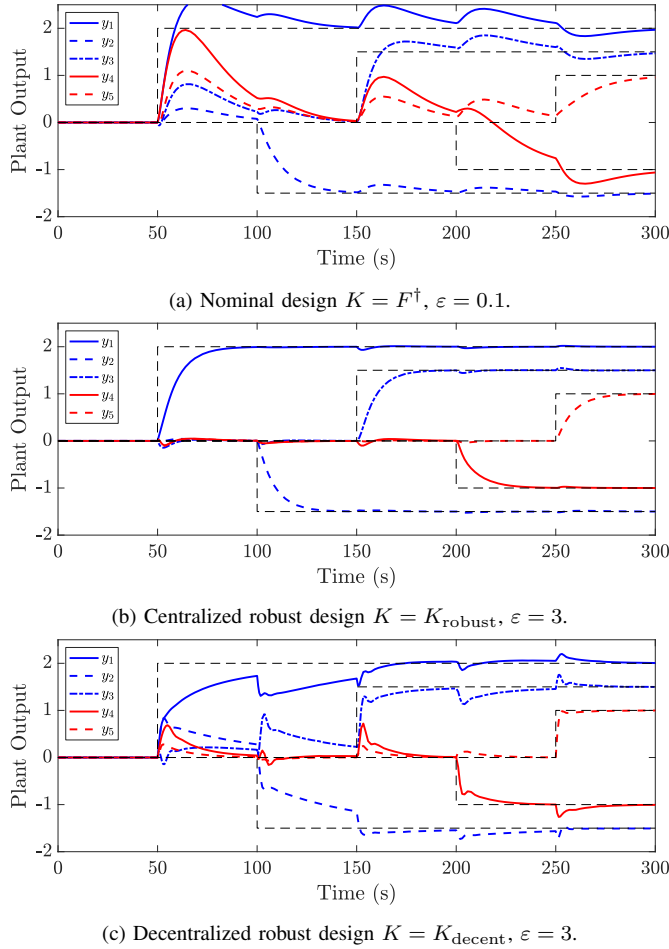 2
1
0
-1
-2
Plant Output
y1
y2
y3
y4
y5
0 50 100 150 200 250 300
Time (s)
(a) Nominal design K = F†, ε = 0.1.
2
1
0
-1
-2
Plant Output
y1
y2
y3
y4
y5
0 50 100 150 200 250 300
Time (s)
(b) Centralized robust design K = Krobust, ε = 3.
2
1
0
-1
-2
Plant Output
y1
y2
y3
y4
y5
0 50 100 150 200 250 300
Time (s)
(c) Decentralized robust design K = Kdecent, ε = 3.